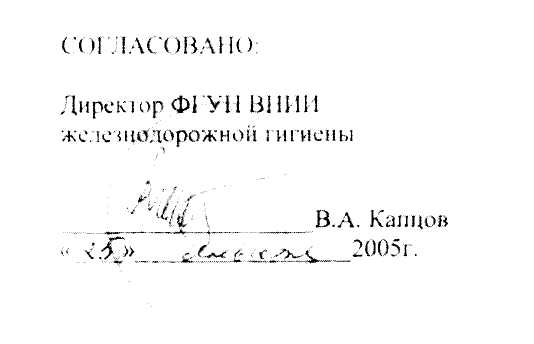 СОГЛАСОВАНО:
Директор ФГУН ВНИИ
железнодорожной гигиены
В.А. Капцов
«25» 2005г.